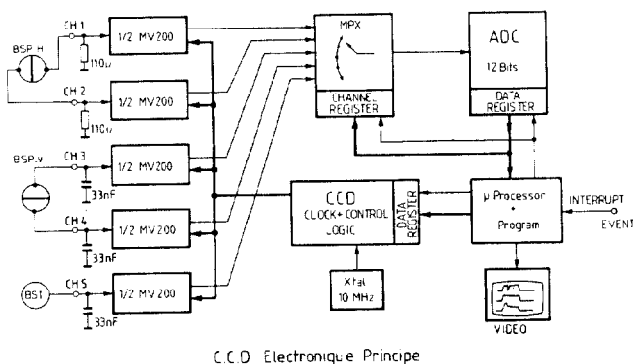 CH.1
BSP.H
110µ
1/2 MV200
CH 2
110µ
1/2 MV200
CH 3
BSP.V
33nF
1/2 MV200
CH 4
33nF
1/2 MV200
CH 5
BST
33nF
1/2 MV200
MPX
CHANNEL
REGISTER
ADC
12 Bits
DATA
REGISTER
CCD
CLOCK + CONTROL
LOGIC
DATA
REGISTER
Xtal
10 MHz
µ Processor
+
Program
INTERRUPT
EVENT
VIDEO
C.C.D Electronique Principe